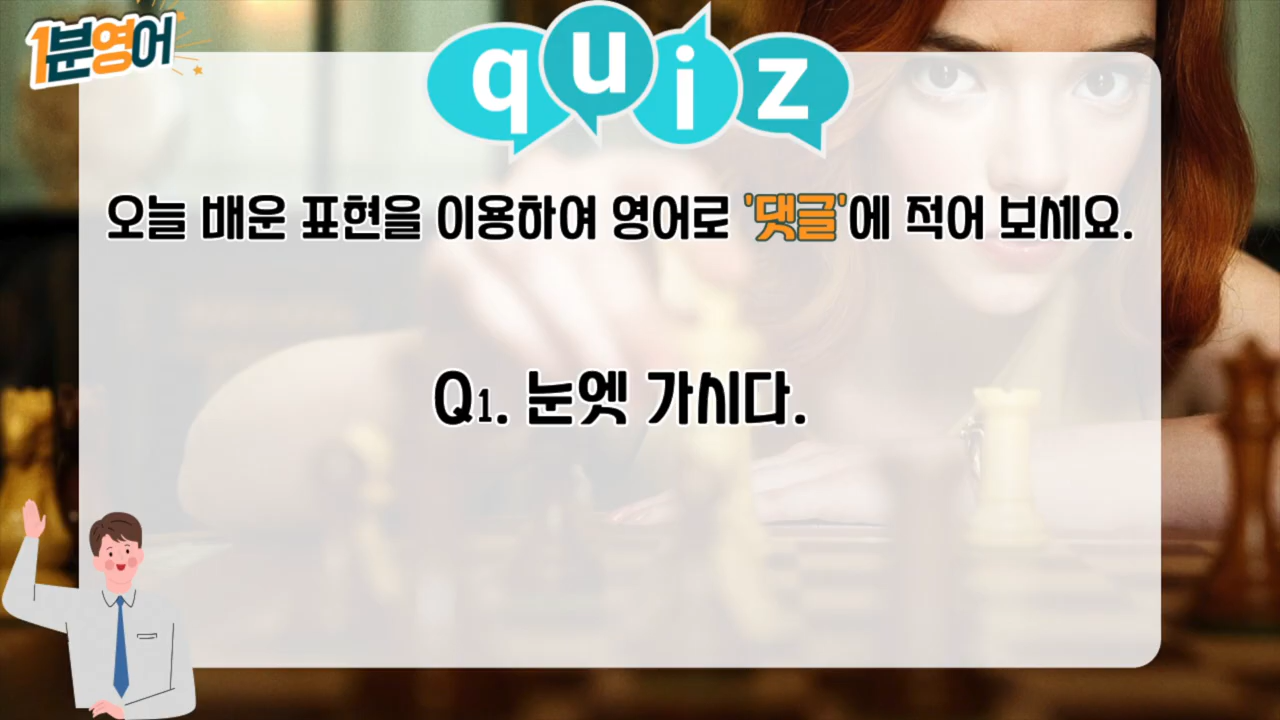 1분영어
quiz
오늘 배운 표현을 이용하여 영어로 '댓글'에 적어 보세요.
Q1. 눈엣 가시다.